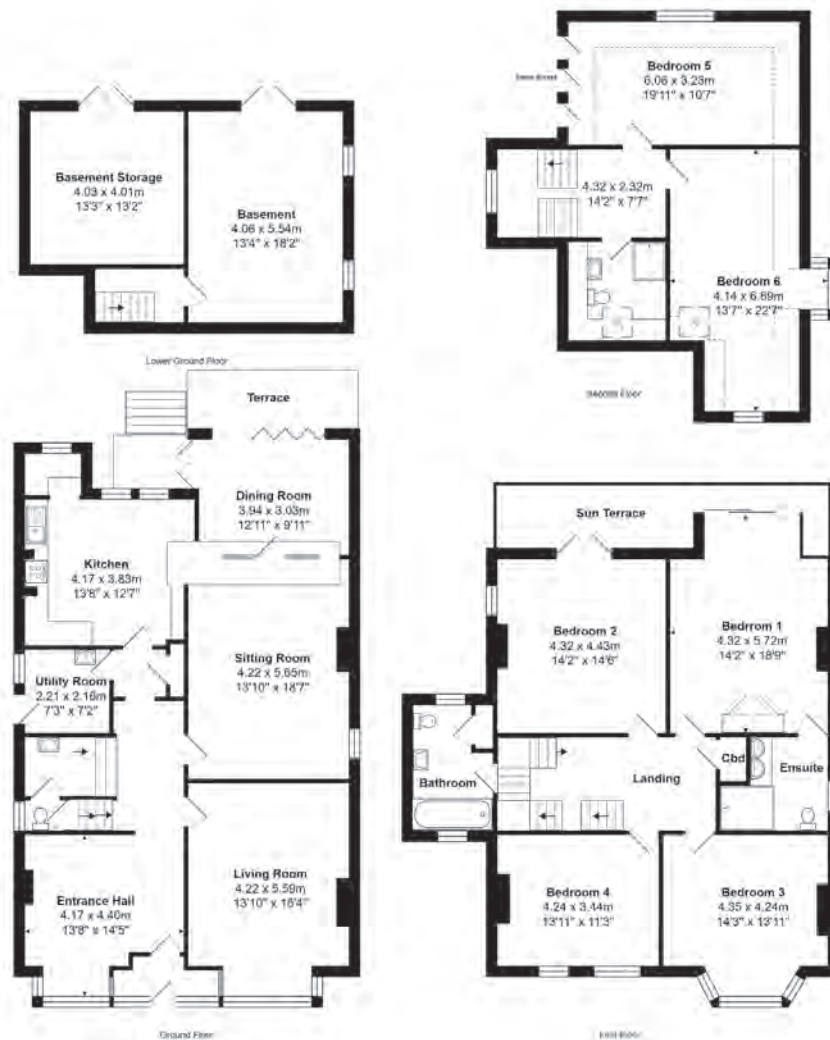 Basement Storage
4.03 x 4.01m
13'3" x 13'2"
Basement
4.06 x 5.54m
13'4" x 18'2"
Lower Ground Floor
Bedroom 5
6.06 x 3.23m
19'11" x 10'7"
4.32 x 2.32m
14'2" x 7'7"
Bedroom 6
4.14 x 6.89m
13'7" x 22'7"
Second Floor
Terrace
Dining Room
3.94 x 3.03m
12'11" x 9'11"
Kitchen
4.17 x 3.83m
13'8" x 12'7"
Sitting Room
4.22 x 5.65m
13'10" x 18'7"
Utility Room
2.21 x 2.16m
7'3" x 7'2"
Living Room
4.22 x 5.59m
13'10" x 18'4"
Entrance Hall
4.17 x 4.40m
13'8" x 14'5"
Ground Floor
Sun Terrace
Bedroom 2
4.32 x 4.43m
14'2" x 14'6"
Bedrrom 1
4.32 x 5.72m
14'2" x 18'9"
Bathroom
Landing
Cbd
Ensuite
Bedroom 4
4.24 x 3.44m
13'11" x 11'3"
Bedroom 3
4.35 x 4.24m
14'3" x 13'11"
First Floor